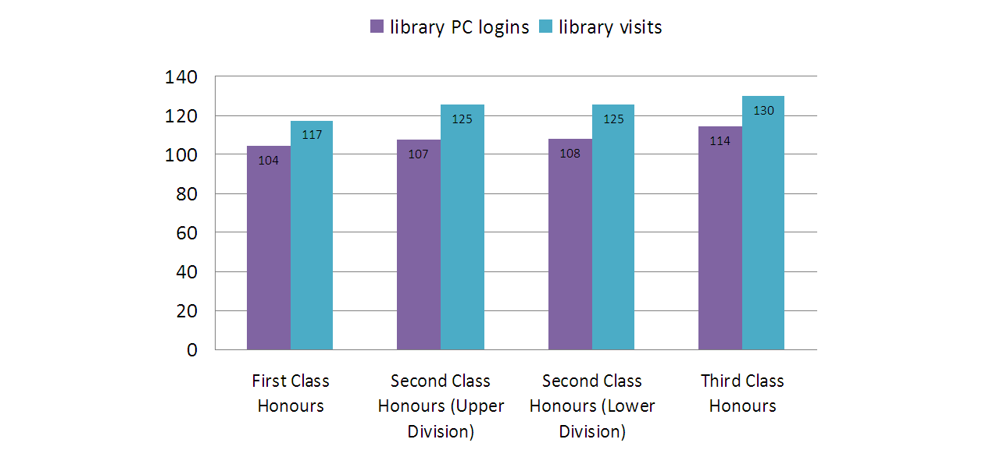 library PC logins library visits
140
120
100
80
60
40
20
0
104
117
107
125
108
125
114
130
First Class
Honours
Second Class
Honours (Upper
Division)
Second Class
Honours (Lower
Division)
Third Class
Honours